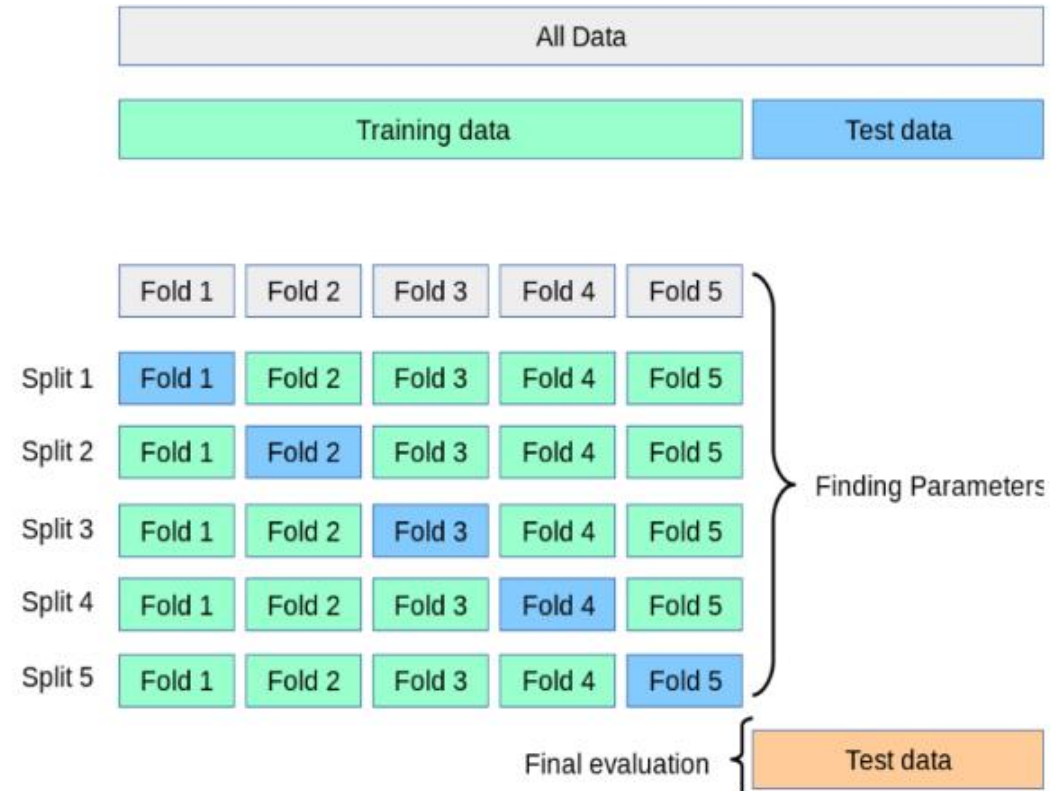 All Data
Training data Test data
Fold 1 Fold 2 Fold 3 Fold 4 Fold 5
Split 1 Fold 1 Fold 2 Fold 3 Fold 4 Fold 5
Split 2 Fold 1 Fold 2 Fold 3 Fold 4 Fold 5
Finding Parameters
Split 3 Fold 1 Fold 2 Fold 3 Fold 4 Fold 5
Split 4 Fold 1 Fold 2 Fold 3 Fold 4 Fold 5
Split 5 Fold 1 Fold 2 Fold 3 Fold 4 Fold 5
Final evaluation Test data